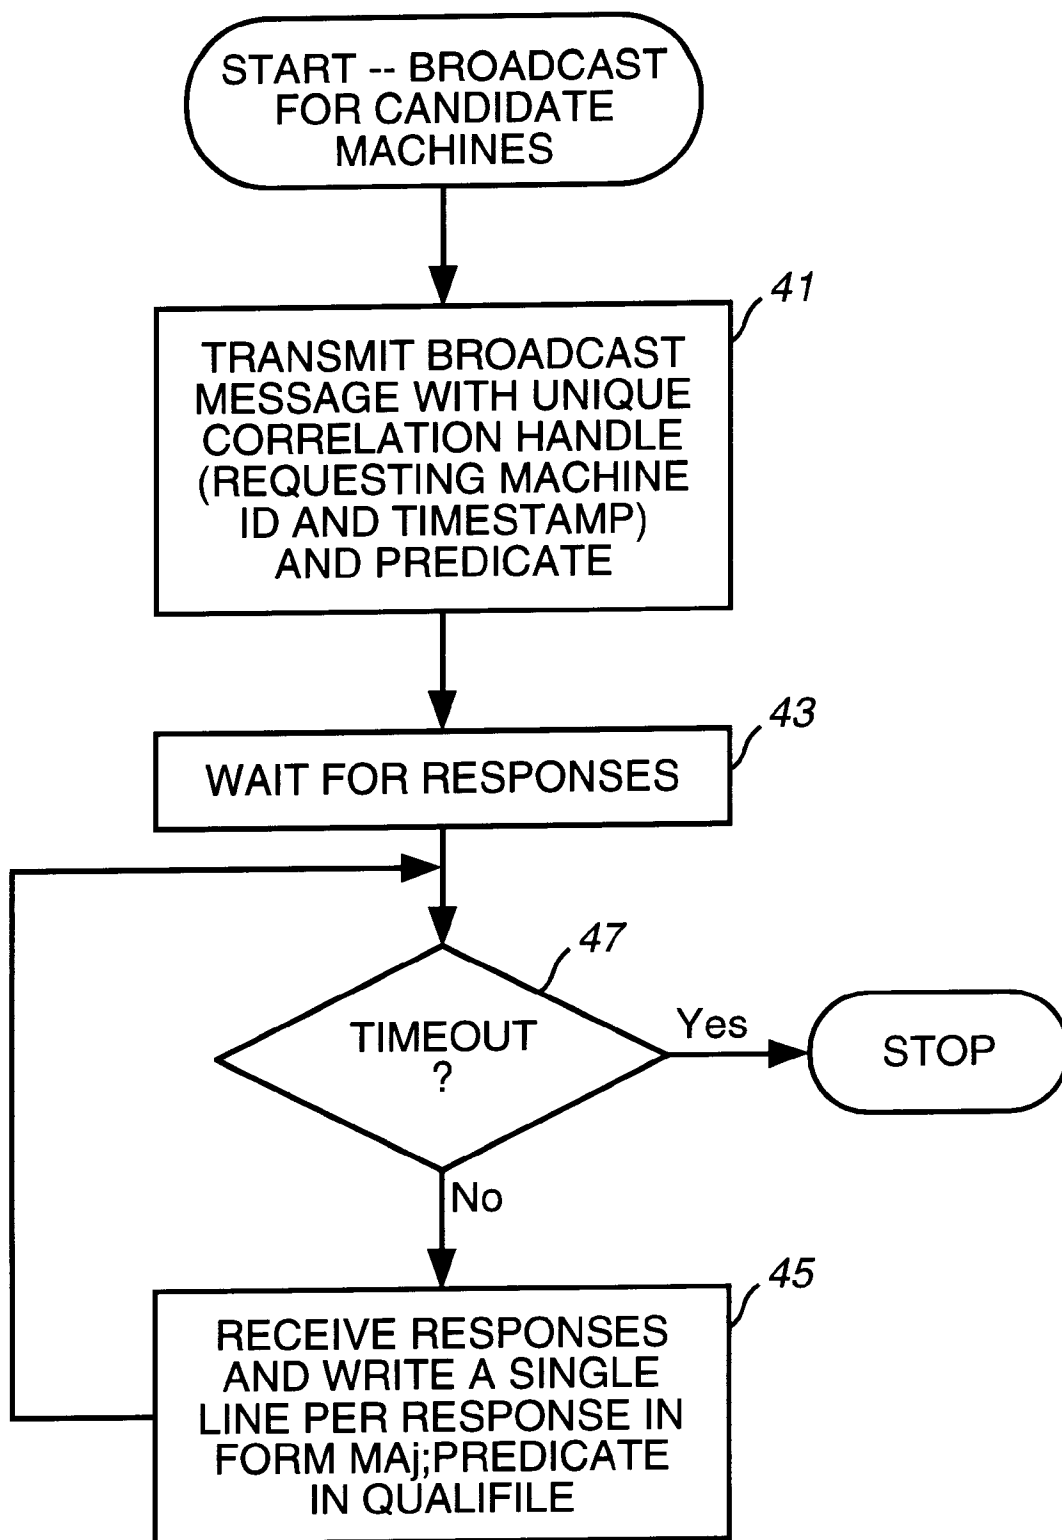 START -- BROADCAST
FOR CANDIDATE
MACHINES
41
TRANSMIT BROADCAST
MESSAGE WITH UNIQUE
CORRELATION HANDLE
(REQUESTING MACHINE
ID AND TIMESTAMP)
AND PREDICATE
43
WAIT FOR RESPONSES
47
TIMEOUT
?
Yes
STOP
No
45
RECEIVE RESPONSES
AND WRITE A SINGLE
LINE PER RESPONSE IN
FORM MAj;PREDICATE
IN QUALIFILE